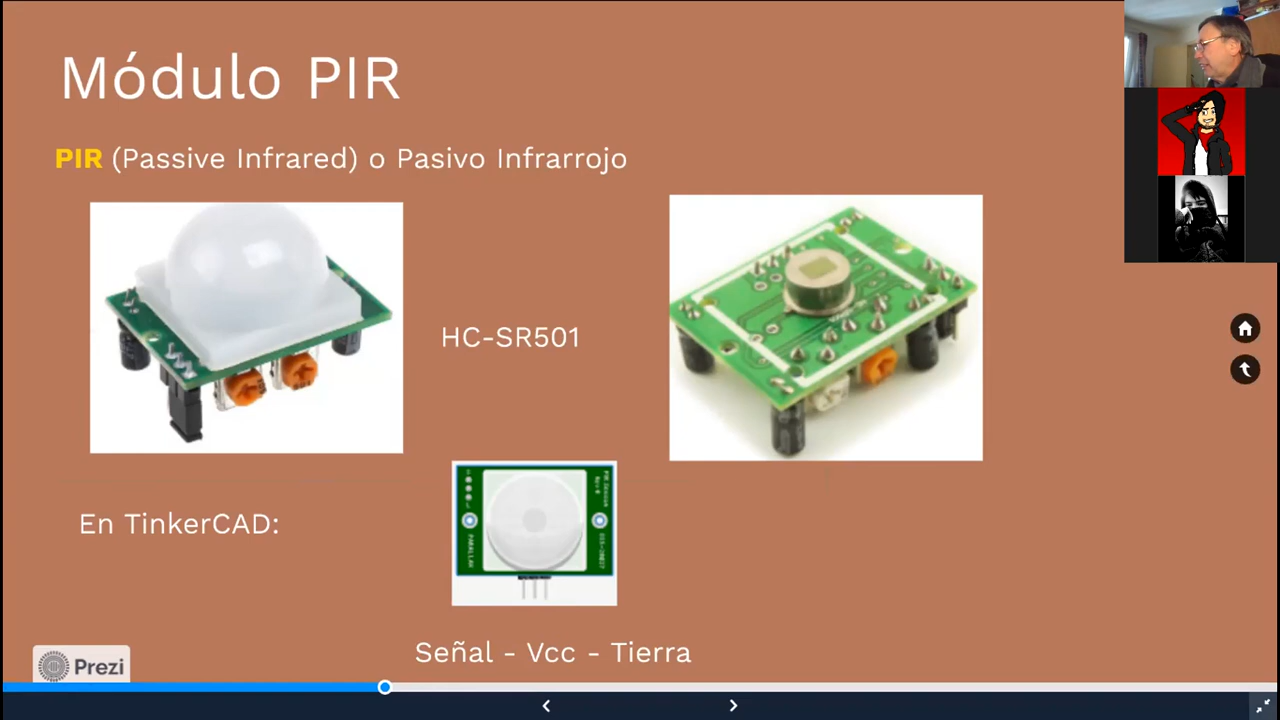 Módulo PIR
PIR (Passive Infrared) o Pasivo Infrarrojo
HC-SR501
En TinkerCAD:
Señal - Vcc - Tierra
Prezi